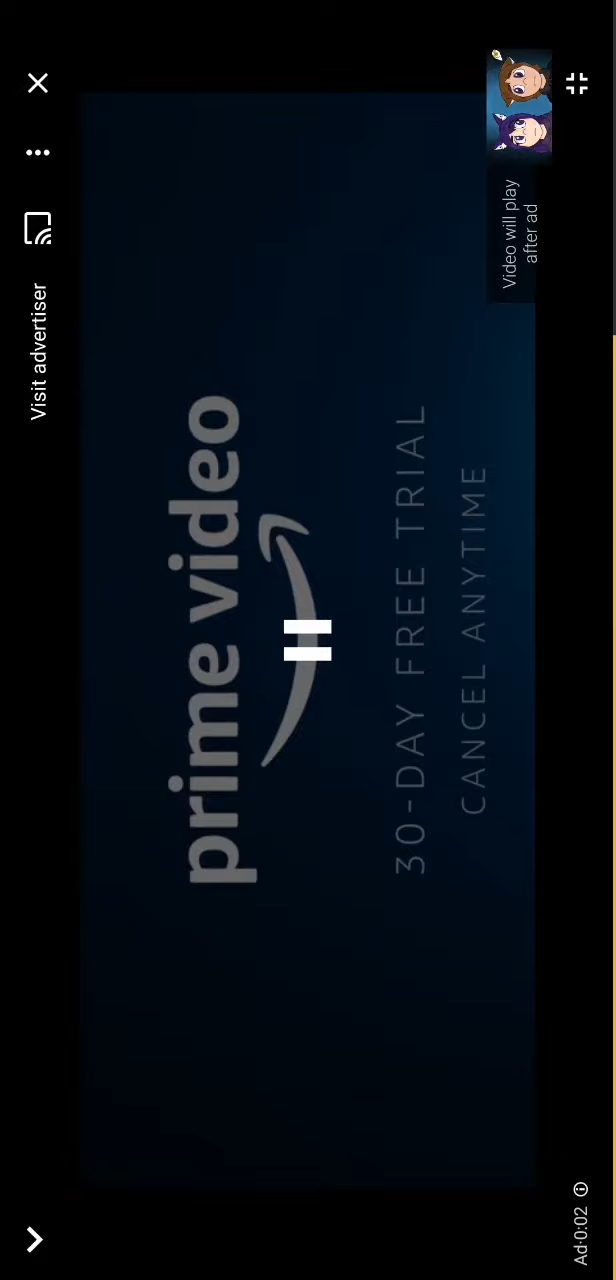 Visit advertiser
prime video
30-DAY FREE TRIAL
CANCEL ANYTIME
Video will play
after ad
Ad·0:02